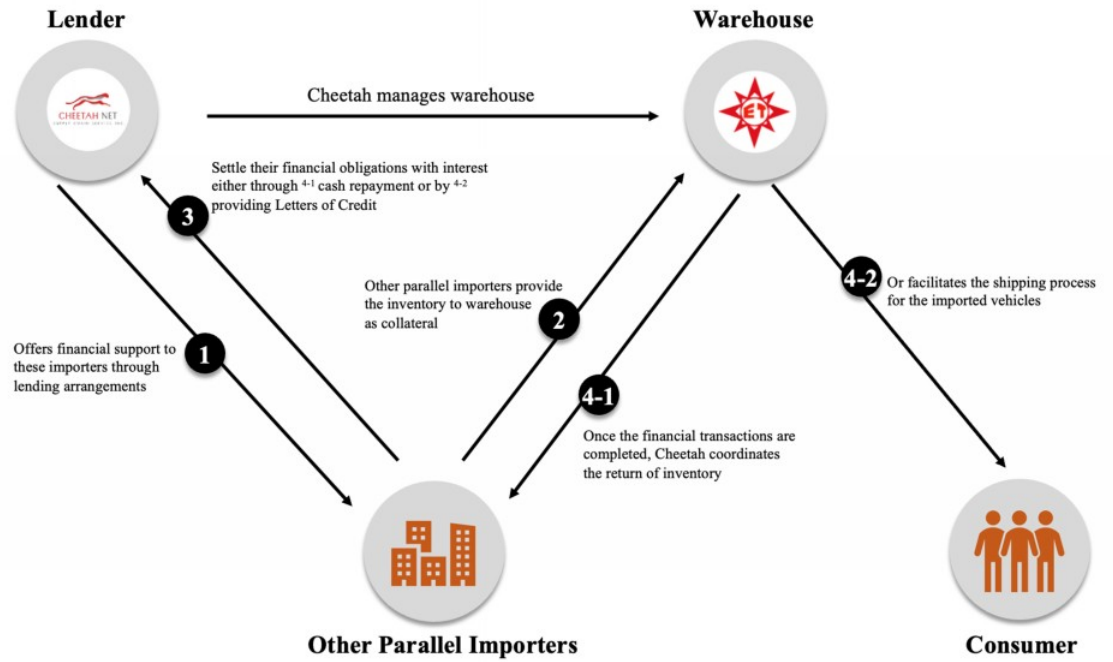 Lender
Warehouse
CHEETAH NET
ET
Cheetah manages warehouse
Settle their financial obligations with interest
either through 4-1 cash repayment or by 4-2
providing Letters of Credit
3
Other parallel importers provide
the inventory to warehouse
as collateral
2
4-2
Or facilitates the shipping process
for the imported vehicles
Offers financial support to
these importers through
lending arrangements
1
4-1
Once the financial transactions are
completed, Cheetah coordinates
the return of inventory
Other Parallel Importers
Consumer